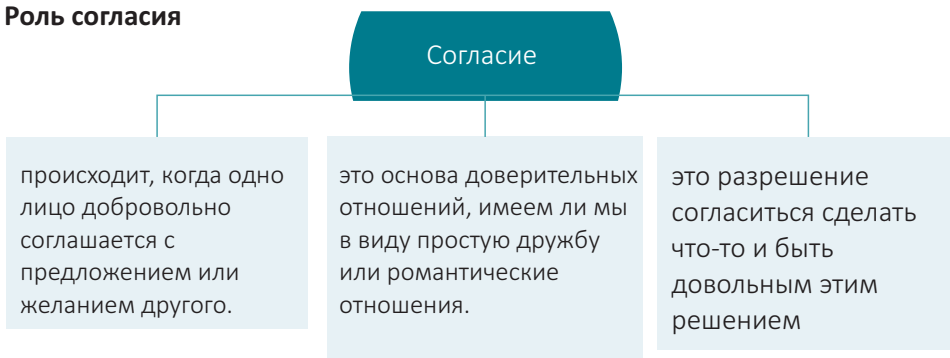 Роль согласия
Согласие
происходит, когда одно
лицо добровольно
соглашается с
предложением или
желанием другого.
это основа доверительных
отношений, имеем ли мы
в виду простую дружбу
или романтические
отношения.
это разрешение
согласиться сделать
что-то и быть
довольным этим
решением